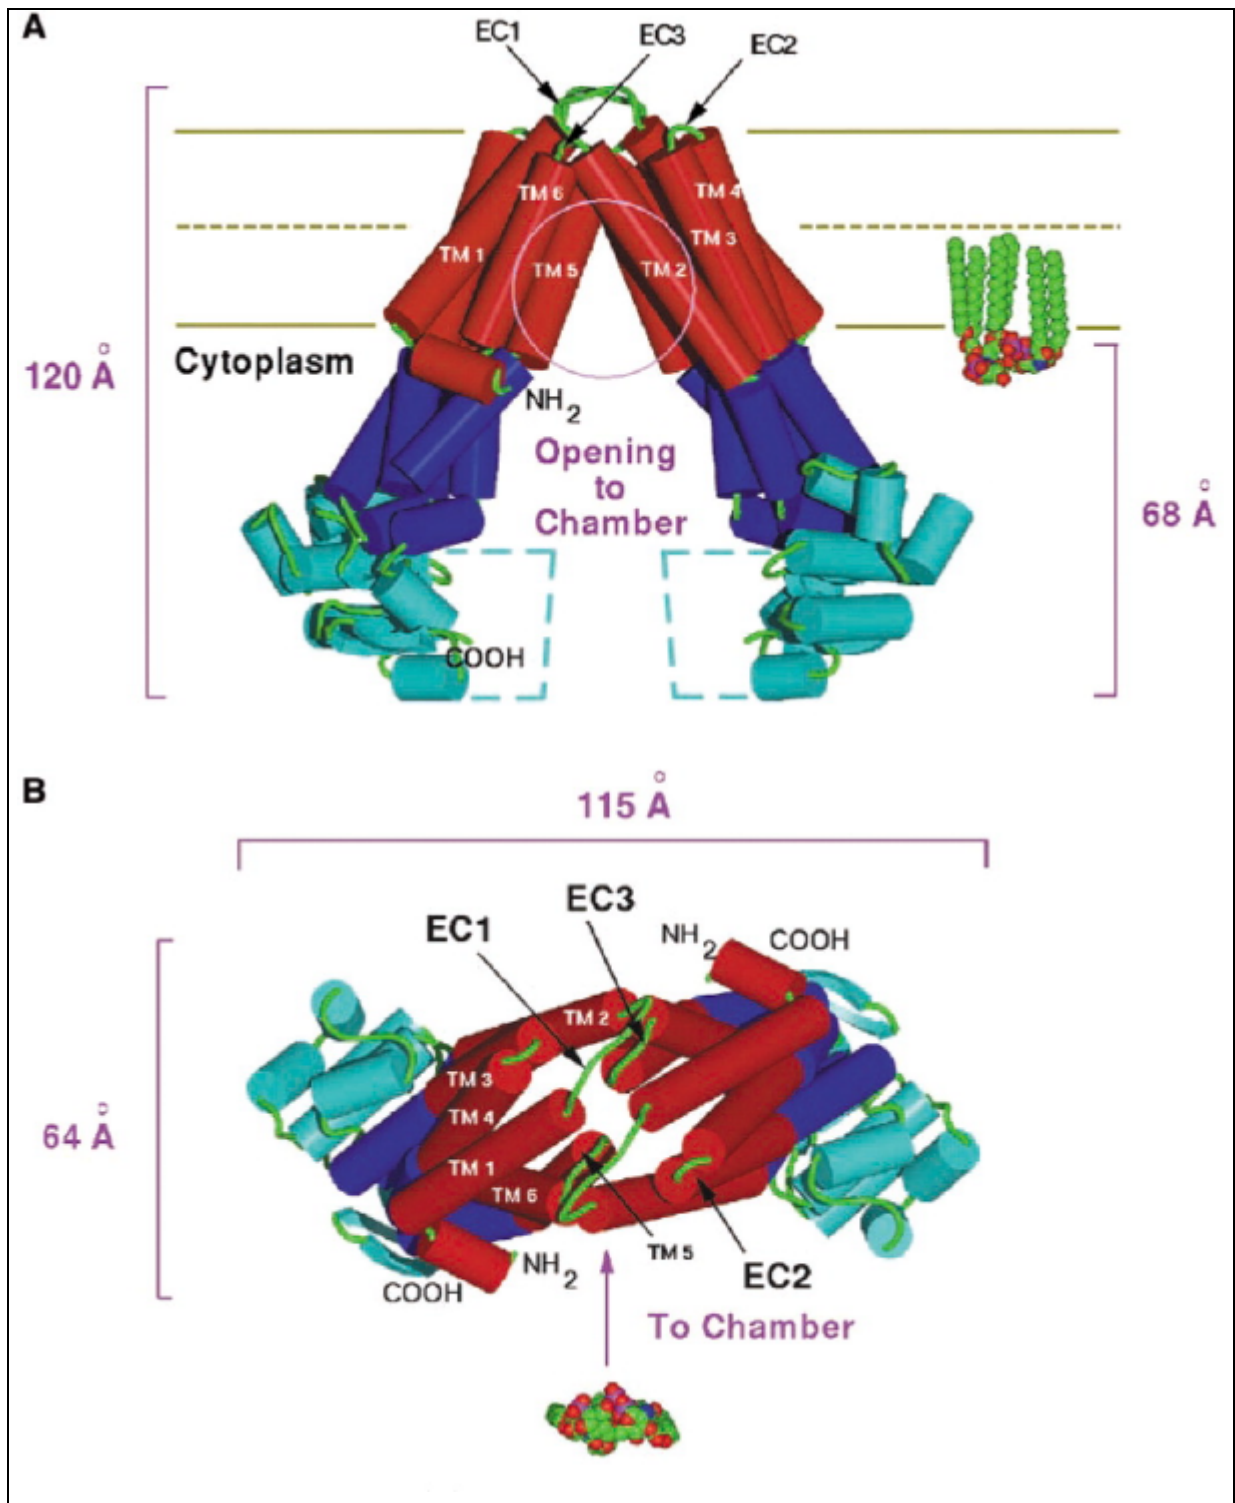 A
EC1
EC3
EC2
TM 6
TM 4
TM 1
TM 3
TM 5
TM 2
Cytoplasm
120 Å
NH2
Opening
to
Chamber
68 Å
COOH
B
115 Å
EC3
EC1
NH2
COOH
TM 2
TM 3
TM 4
64 Å
TM 1
TM 6
TM 5
NH2
EC2
COOH
To Chamber